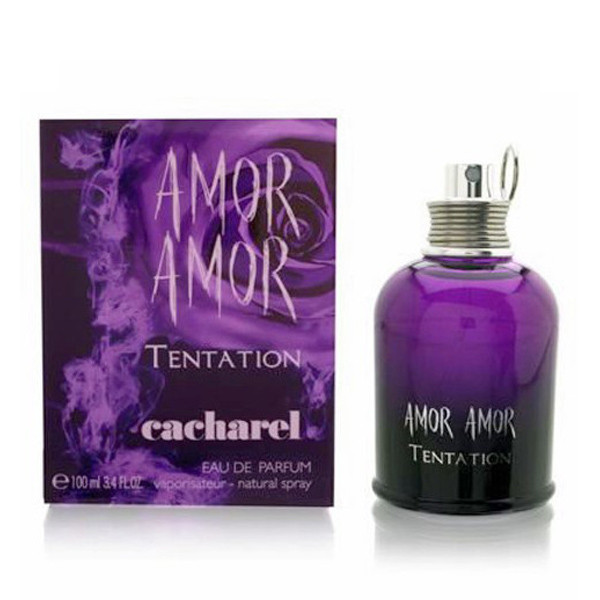 AMOR
AMOR
TENTATION
cacharel
EAU DE PARFUM
℮ 100 ml 3.4 FL.OZ. vaporisateur - natural spray
AMOR AMOR
TENTATION